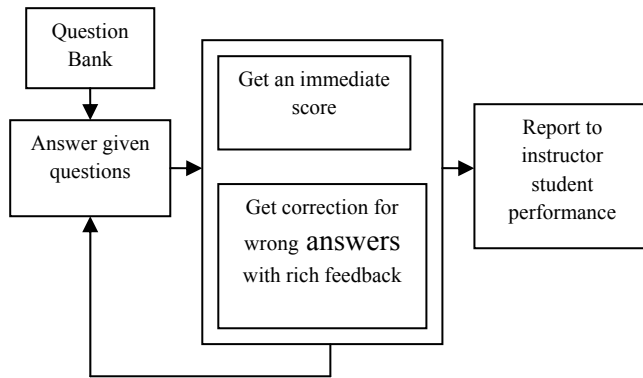 Question
Bank
Answer given
questions
Get an immediate
score
Get correction for
wrong answers
with rich feedback
Report to
instructor
student
performance